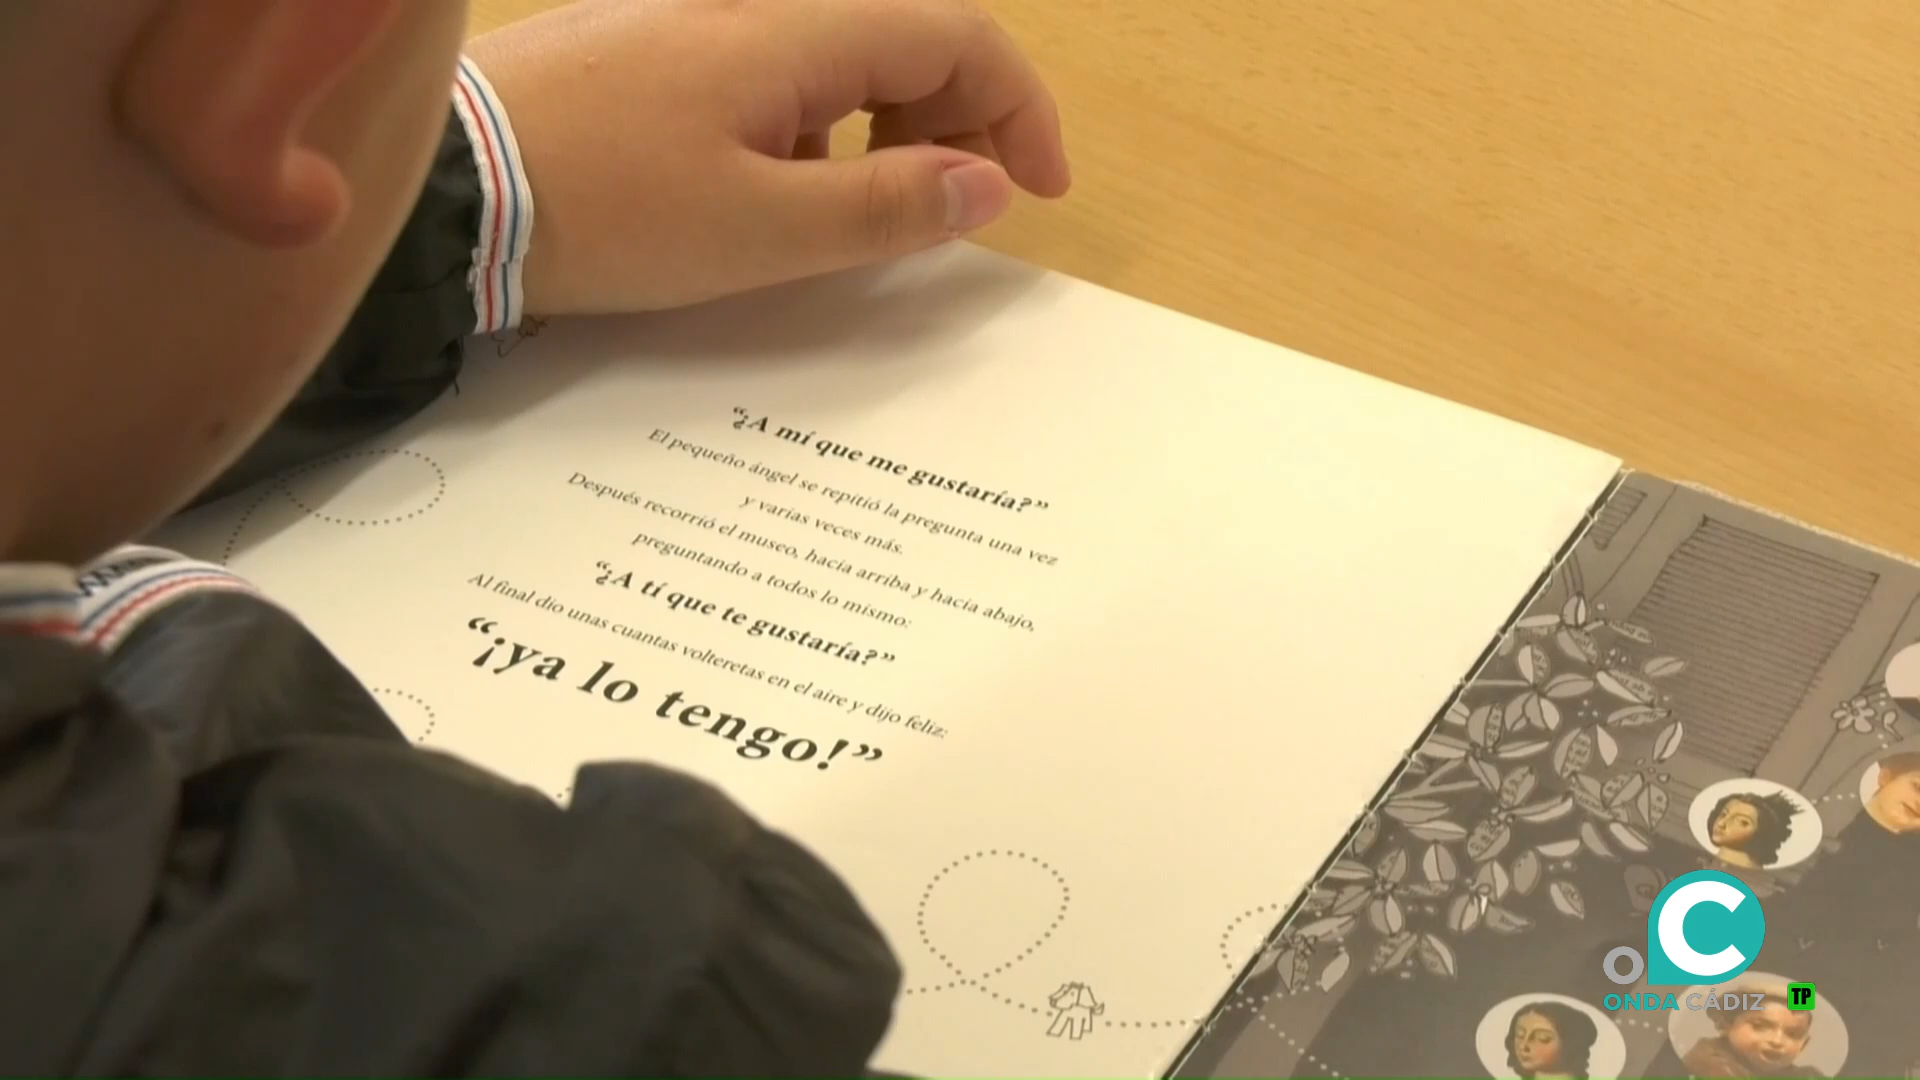 “¿A mí que me gustaría?”
El pequeño ángel se repitió la pregunta una vez
y varias veces más.
Después recorrió el museo, hacia arriba y hacia abajo,
preguntando a todos lo mismo:
“¿A tí que te gustaría?”
Al final dio unas cuantas volteretas en el aire y dijo feliz:
“¡ya lo tengo!”
O C
ONDA CÁDIZ
TP